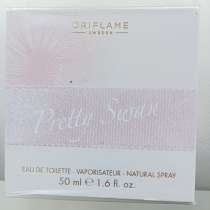 ORIFLAME
SWEDEN
Pretty Swan
EAU DE TOILETTE - VAPORISATEUR - NATURAL SPRAY
50 ml ℮ 1.6 fl. oz.